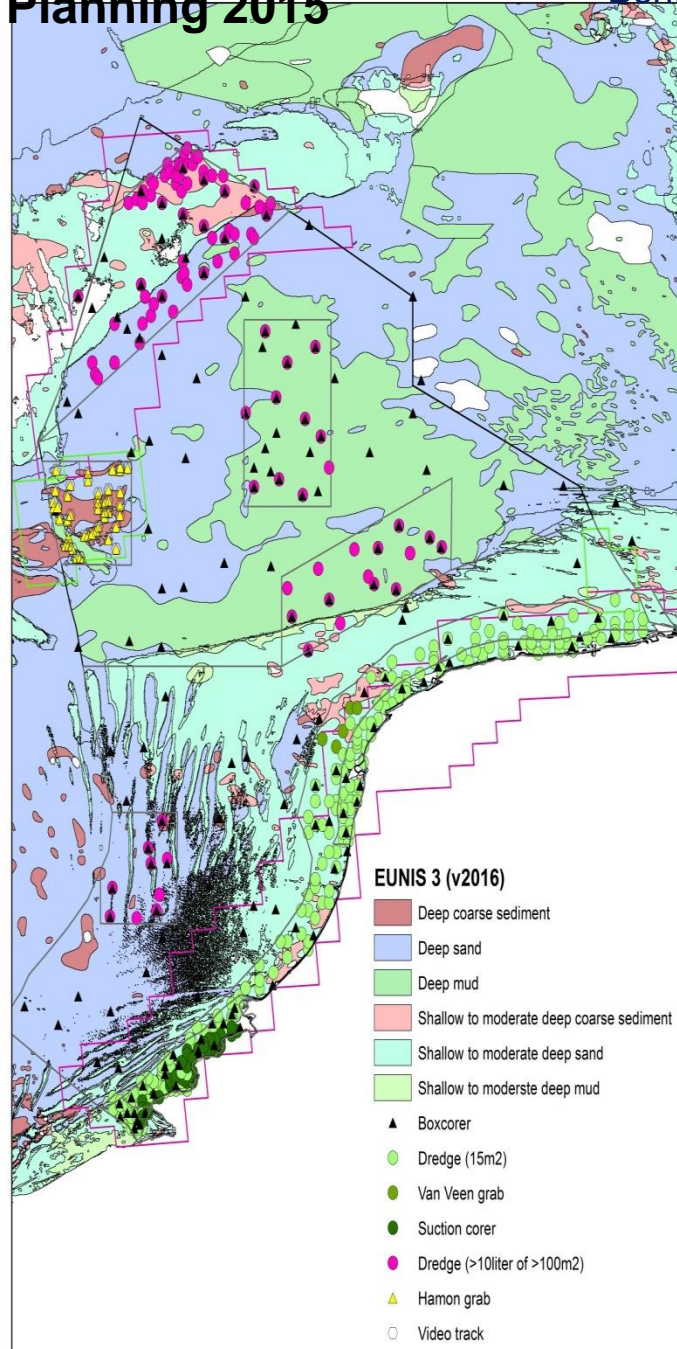 Planning 2015
EUNIS 3 (v2016)
Deep coarse sediment
Deep sand
Deep mud
Shallow to moderate deep coarse sediment
Shallow to moderate deep sand
Shallow to moderste deep mud
Boxcorer
Dredge (15m2)
Van Veen grab
Suction corer
Dredge (>10liter of >100m2)
Hamon grab
Video track